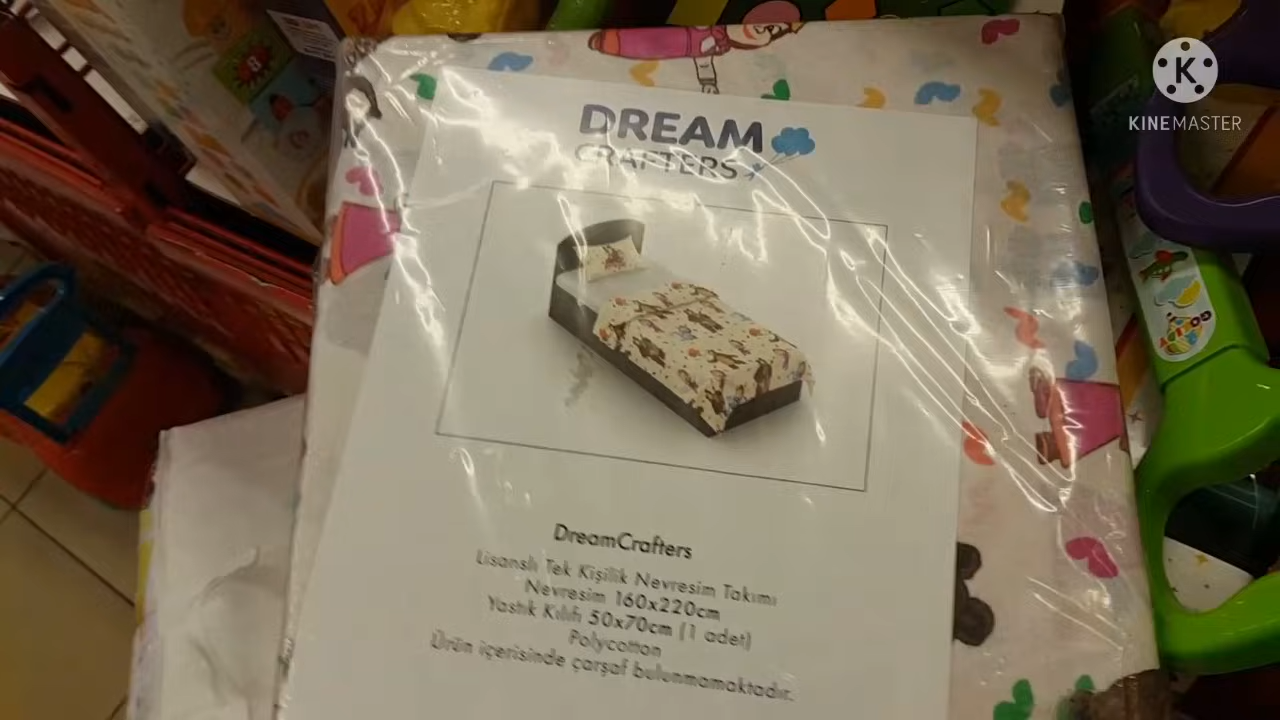 DREAM
CRAFTERS
KINEMASTER
DreamCrafters
Lisanslı Tek Kişilik Nevresim Takımı
Nevresim 160x220cm
Yastık Kılıfı 50x70cm (1 adet)
Polycotton
Ürün içerisinde çarşaf bulunmamaktadır.